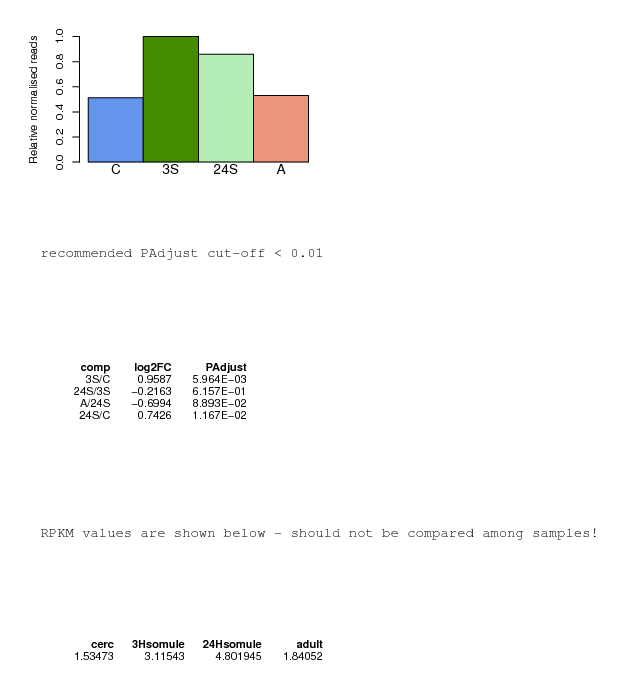 Relative normalised reads
1.0
0.8
0.6
0.4
0.2
0.0
C 3S 24S A
recommended PAdjust cut-off < 0.01
comp log2FC PAdjust
3S/C 0.9587 5.964E-03
24S/3S -0.2163 6.157E-01
A/24S -0.6994 8.893E-02
24S/C 0.7426 1.167E-02
RPKM values are shown below - should not be compared among samples!
cerc 3Hsomule 24Hsomule adult
1.53473 3.11543 4.801945 1.84052